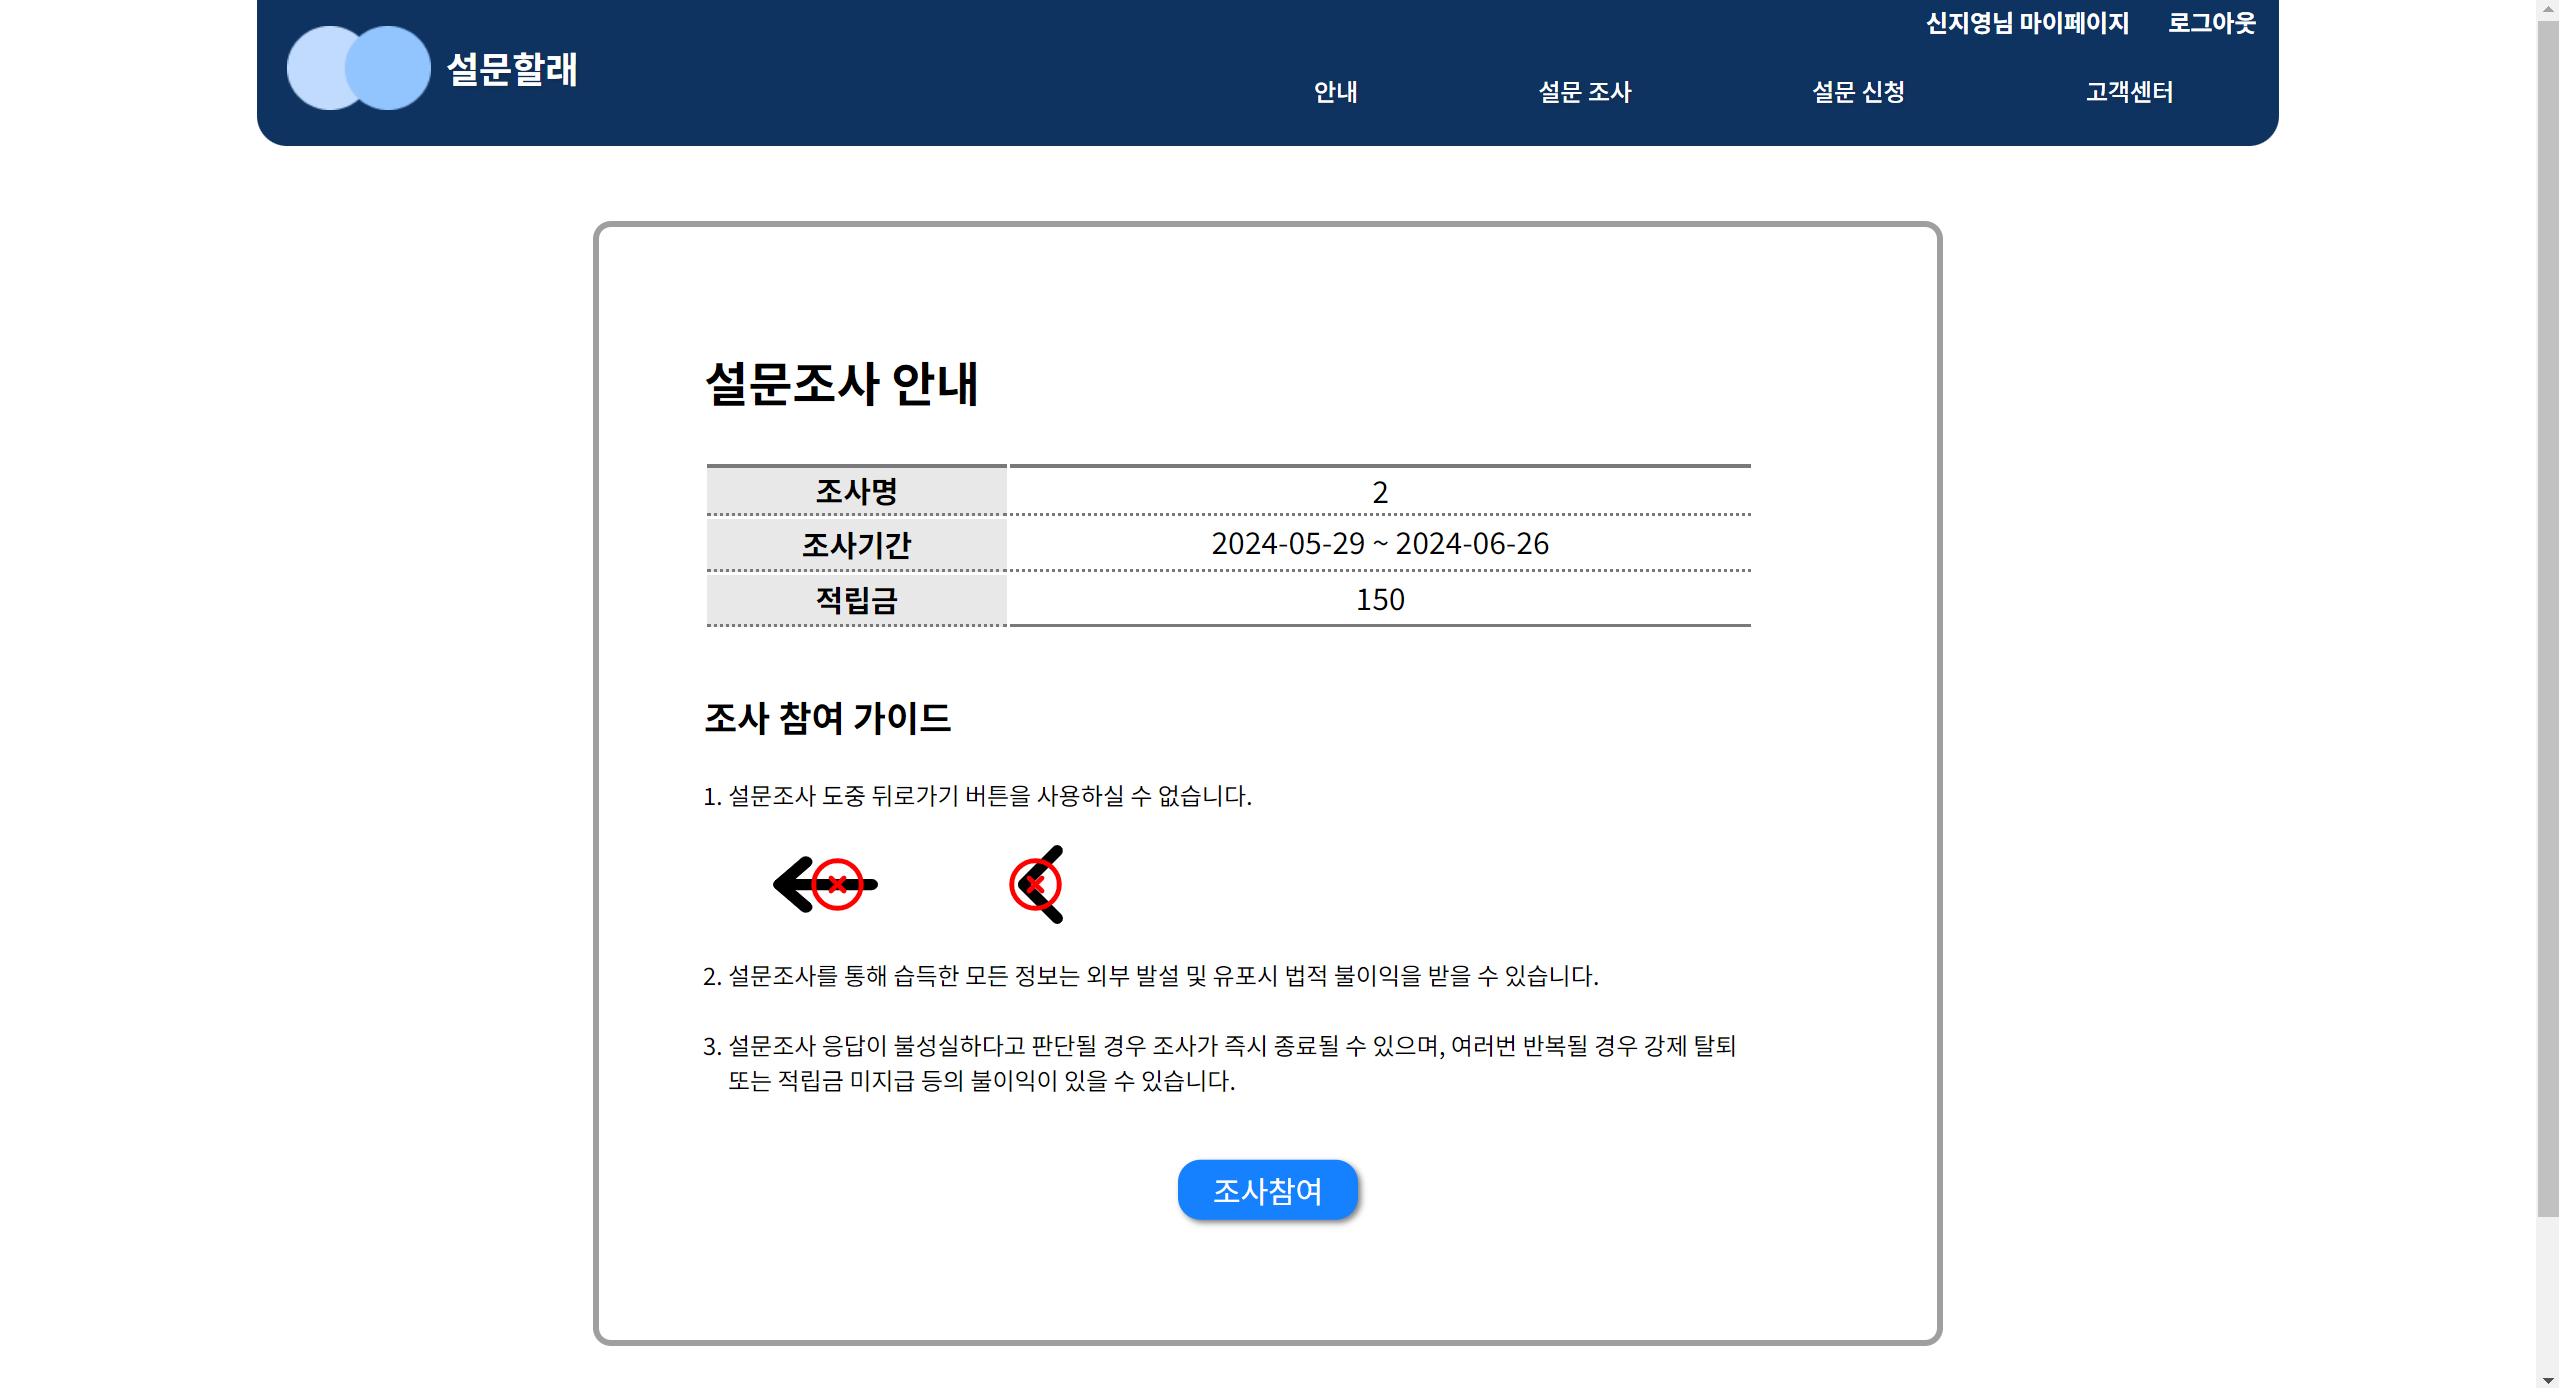 신지영님 마이페이지 로그아웃
설문할래
안내 설문 조사 설문 신청 고객센터
설문조사 안내
조사명 2
조사기간 2024-05-29 ~ 2024-06-26
적립금 150
조사 참여 가이드
1. 설문조사 도중 뒤로가기 버튼을 사용하실 수 없습니다.
2. 설문조사를 통해 습득한 모든 정보는 외부 발설 및 유포시 법적 불이익을 받을 수 있습니다.
3. 설문조사 응답이 불성실하다고 판단될 경우 조사가 즉시 종료될 수 있으며, 여러번 반복될 경우 강제 탈퇴
또는 적립금 미지급 등의 불이익이 있을 수 있습니다.
조사참여